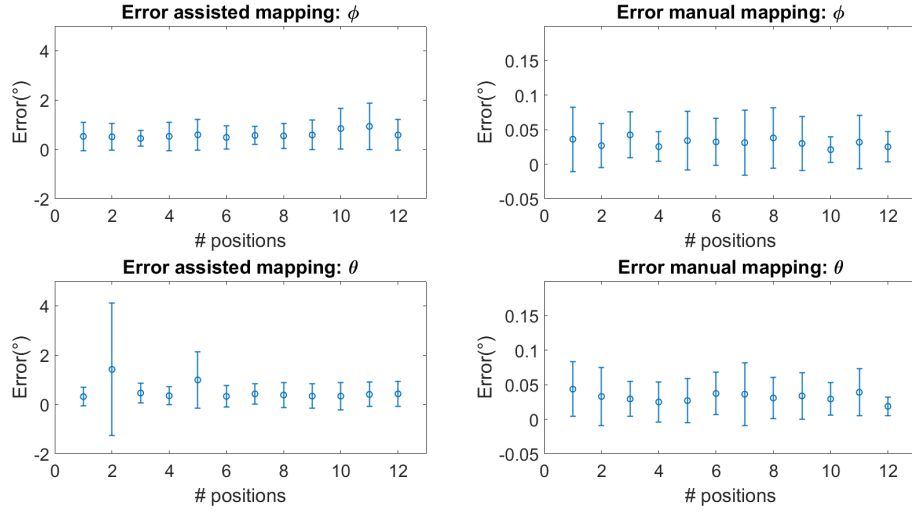 Error assisted mapping: ϕ
4
2
0
-2
Error(°)
0 2 4 6 8 10 12
# positions
Error manual mapping: ϕ
0.15
0.1
0.05
0
-0.05
Error(°)
0 2 4 6 8 10 12
# positions
Error assisted mapping: θ
4
2
0
-2
Error(°)
0 2 4 6 8 10 12
# positions
Error manual mapping: θ
0.15
0.1
0.05
0
-0.05
Error(°)
0 2 4 6 8 10 12
# positions